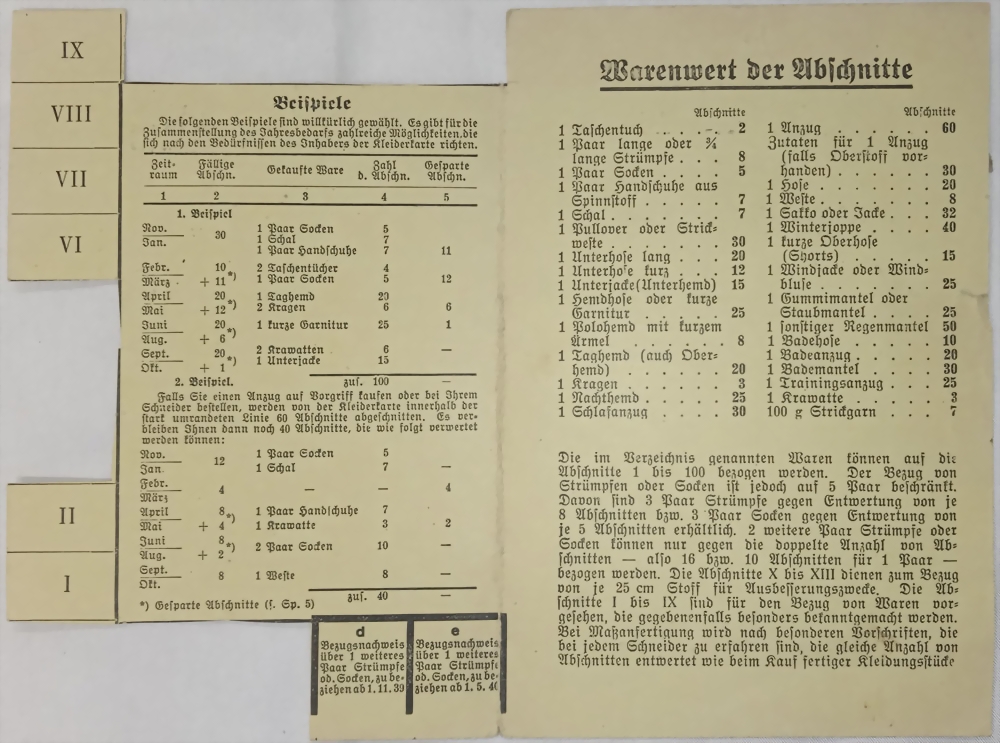 IX
VIII
VII
VI
II
I
Beispiele
Die folgenden Beispiele sind willkürlich gewählt. Es gibt für die
Zusammenstellung des Jahresbedarfs zahlreiche Möglichkeiten, die
sich nach den Bedürfnissen des Inhabers der Kleiderkarte richten.
Zeit- Fällige Gekaufte Ware Zahl Gesparte
raum Abschn. d. Abschn. Abschn.
1 2 3 4 5
1. Beispiel
Nov. 30 1 Paar Socken 5
Jan. 1 Schal 7
1 Paar Handschuhe 7 11
Febr. 10 2 Taschentücher 4
März + 11 *) 1 Paar Socken 5 12
April 20 1 Taghemd 20
Mai + 12 *) 2 Kragen 6 6
Juni 20 1 kurze Garnitur 25 1
Aug. + 6 *)
Sept. 20 2 Krawatten 6 —
Okt. + 1 *) 1 Unterjacke 15
zus. 100 —
2. Beispiel.
Falls Sie einen Anzug auf Vorgriff kaufen oder bei Ihrem
Schneider bestellen, werden von der Kleiderkarte innerhalb der
stark umrandeten Linie 60 Abschnitte abgeschnitten. Es ver-
bleiben Ihnen dann noch 40 Abschnitte, die wie folgt verwertet
werden können:
Nov. 12 1 Paar Socken 5
Jan. 1 Schal 7 —
Febr. 4 — — 4
März
April 8 1 Paar Handschuhe 7
Mai + 4 *) 1 Krawatte 3 2
Juni 8 2 Paar Socken 10 —
Aug. + 2 *)
Sept. 8 1 Weste 8 —
Okt.
zus. 40 —
*) Gesparte Abschnitte (s. Sp. 5)
d
Bezugsnachweis
über 1 weiteres
Paar Strümpfe
od. Socken, zu be-
ziehen ab 1. 11. 39
e
Bezugsnachweis
über 1 weiteres
Paar Strümpfe
od. Socken, zu be-
ziehen ab 1. 5. 40
Warenwert der Abschnitte
Abschnitte
1 Taschentuch . . . . . 2
1 Paar lange oder ¾
lange Strümpfe . . . 8
1 Paar Socken . . . . 5
1 Paar Handschuhe aus
Spinnstoff . . . . . 7
1 Schal . . . . . . . 7
1 Pullover oder Strick-
weste . . . . . . . 30
1 Unterhose lang . . . 20
1 Unterhose kurz . . . 12
1 Unterjacke (Unterhemd) 15
1 Hemdhose oder kurze
Garnitur . . . . . . 25
1 Polohemd mit kurzem
Ärmel . . . . . . . 8
1 Taghemd (auch Ober-
hemd) . . . . . . . 20
1 Kragen . . . . . . 3
1 Nachthemd . . . . . 25
1 Schlafanzug . . . . 30
Abschnitte
1 Anzug . . . . . . 60
Zutaten für 1 Anzug
(falls Oberstoff vor-
handen) . . . . . . 30
1 Hose . . . . . . . 20
1 Weste . . . . . . . 8
1 Sakko oder Jacke . . . 32
1 Winterjoppe . . . . 40
1 kurze Oberhose
(Shorts) . . . . . . 15
1 Windjacke oder Wind-
bluse . . . . . . . 25
1 Gummimantel oder
Staubmantel . . . . 25
1 sonstiger Regenmantel 50
1 Badehose . . . . . 10
1 Badeanzug . . . . . 20
1 Bademantel . . . . 30
1 Trainingsanzug . . . 25
1 Krawatte . . . . . 3
100 g Strickgarn . . . 7
Die im Verzeichnis genannten Waren können auf die
Abschnitte 1 bis 100 bezogen werden. Der Bezug von
Strümpfen oder Socken ist jedoch auf 5 Paar beschränkt.
Davon sind 3 Paar Strümpfe gegen Entwertung von je
8 Abschnitten bzw. 3 Paar Socken gegen Entwertung von
je 5 Abschnitten erhältlich. 2 weitere Paar Strümpfe oder
Socken können nur gegen die doppelte Anzahl von Ab-
schnitten — also 16 bzw. 10 Abschnitten für 1 Paar —
bezogen werden. Die Abschnitte X bis XIII dienen zum Bezug
von je 25 cm Stoff für Ausbesserungszwecke. Die Ab-
schnitte I bis IX sind für den Bezug von Waren vor-
gesehen, die gegebenenfalls besonders bekanntgemacht werden.
Bei Maßanfertigung wird nach besonderen Vorschriften, die
bei jedem Schneider zu erfahren sind, die gleiche Anzahl von
Abschnitten entwertet wie beim Kauf fertiger Kleidungsstücke